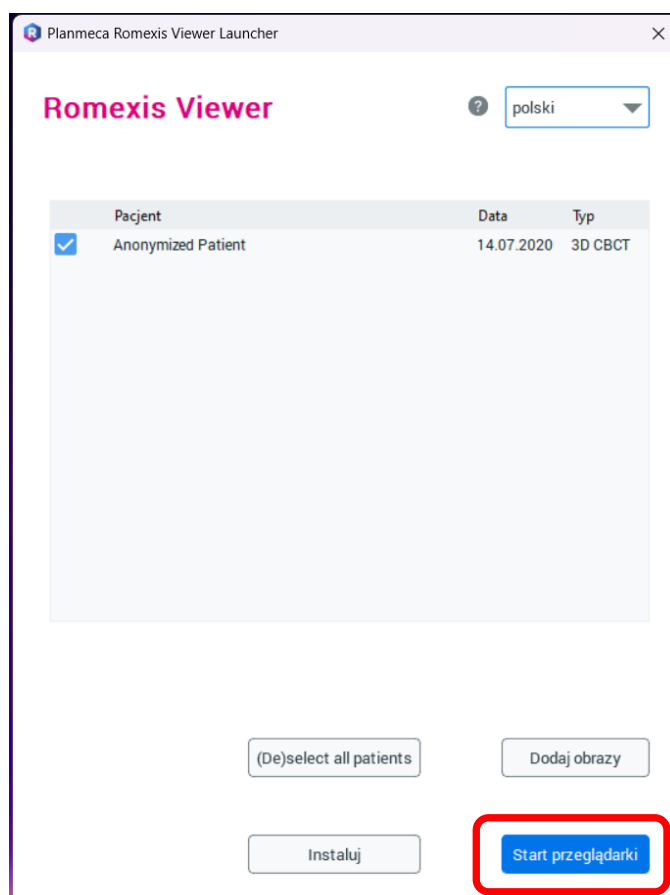 Planmeca Romexis Viewer Launcher
Romexis Viewer
? polski
Pacjent Data Typ
Anonymized Patient 14.07.2020 3D CBCT
(De)select all patients Dodaj obrazy
Instaluj Start przeglądarki